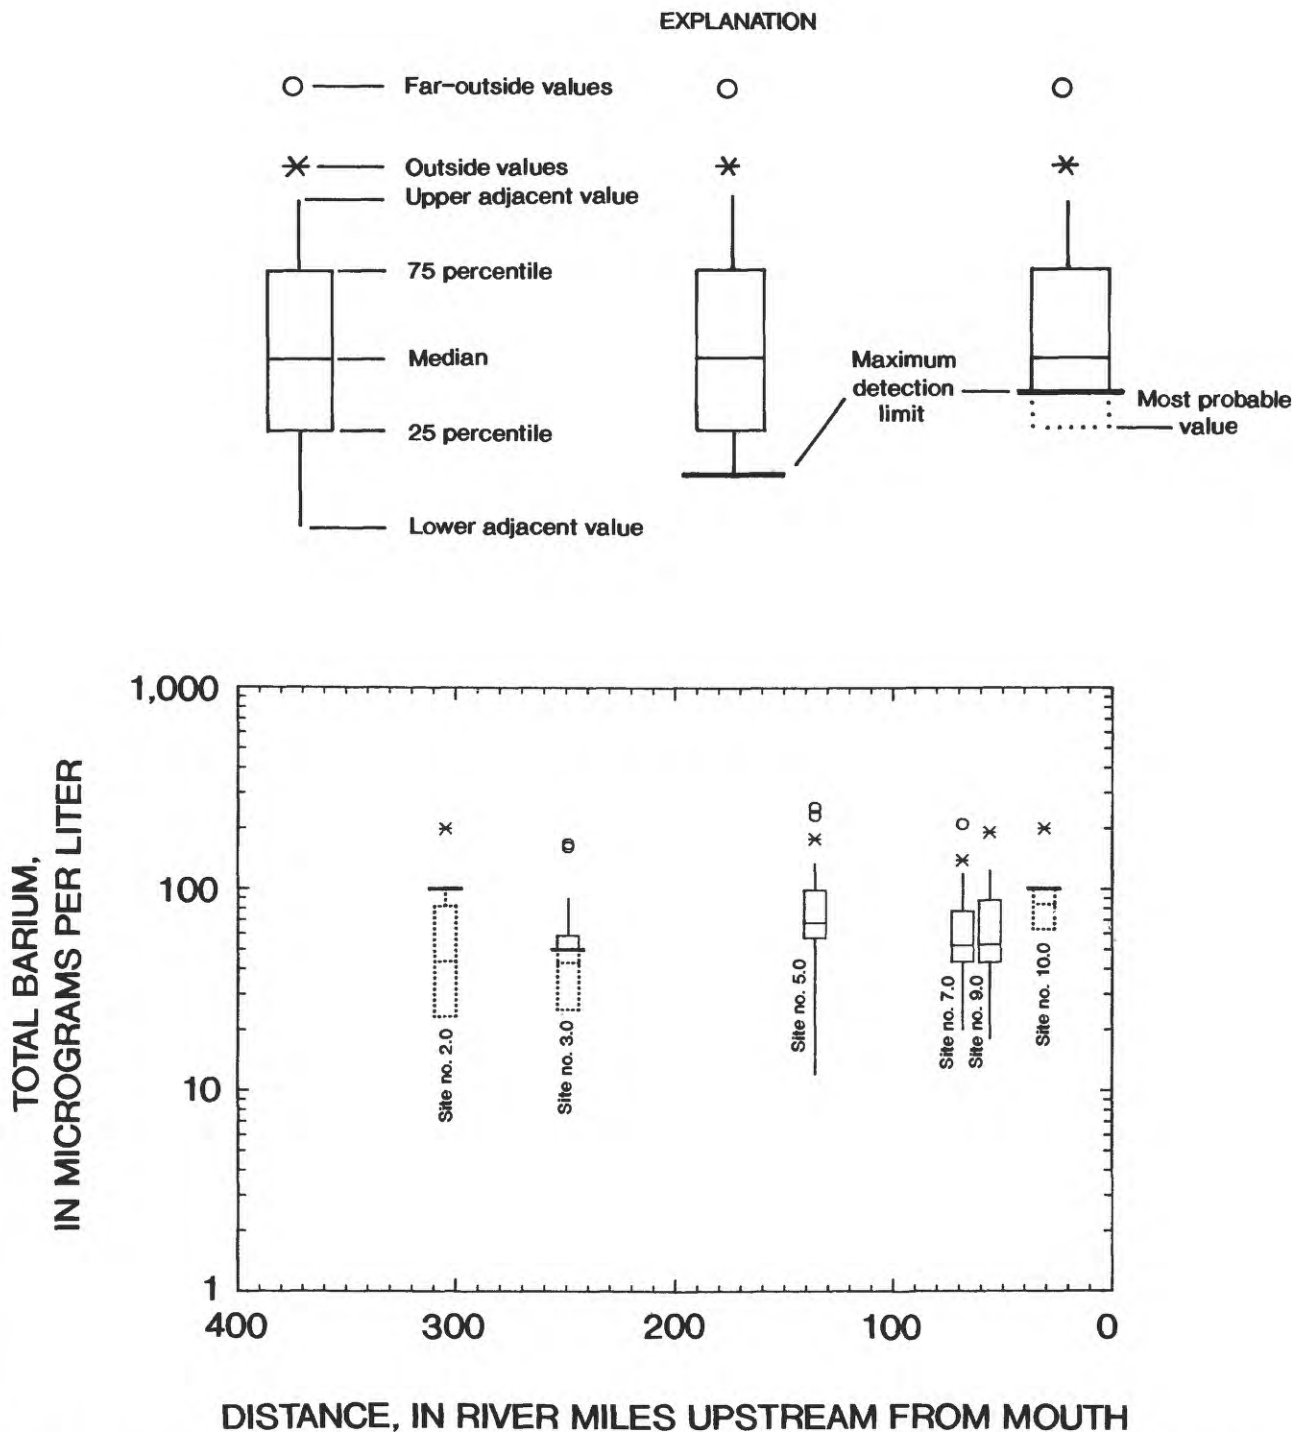 EXPLANATION
Far-outside values
Outside values
Upper adjacent value
75 percentile
Median
25 percentile
Lower adjacent value
Maximum
detection
limit
Most probable
value
TOTAL BARIUM,
IN MICROGRAMS PER LITER
1,000
100
10
1
Site no. 2.0
Site no. 3.0
Site no. 5.0
Site no. 7.0
Site no. 9.0
Site no. 10.0
400
300
200
100
0
DISTANCE, IN RIVER MILES UPSTREAM FROM MOUTH